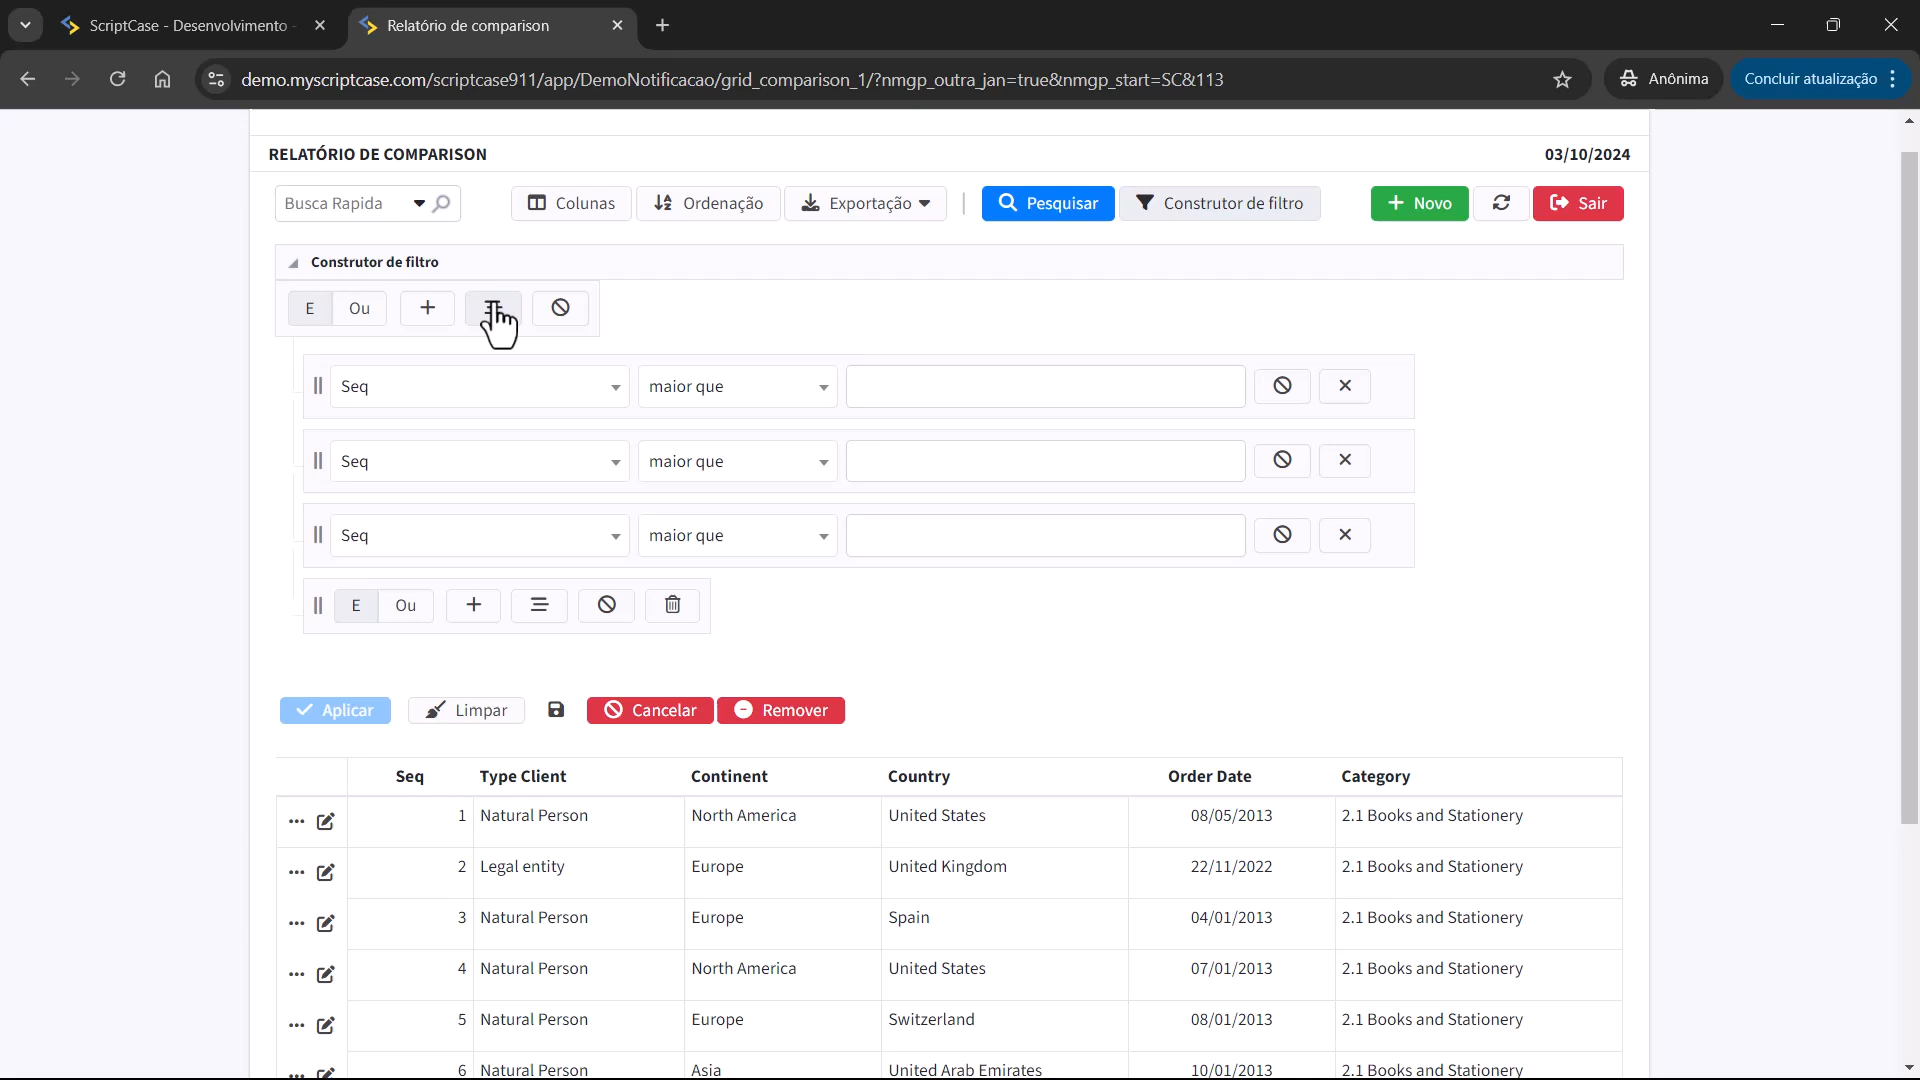 ScriptCase - Desenvolvimento -
Relatório de comparison
demo.myscriptcase.com/scriptcase911/app/DemoNotificacao/grid_comparison_1/?nmgp_outra_jan=true&nmgp_start=SC&113
Anônima
Concluir atualização
RELATÓRIO DE COMPARISON 03/10/2024
Busca Rapida Colunas Ordenação Exportação Pesquisar Construtor de filtro Novo Sair
Construtor de filtro
E Ou
Seq maior que
Seq maior que
Seq maior que
E Ou
Aplicar Limpar Cancelar Remover
Seq Type Client Continent Country Order Date Category
1 Natural Person North America United States 08/05/2013 2.1 Books and Stationery
2 Legal entity Europe United Kingdom 22/11/2022 2.1 Books and Stationery
3 Natural Person Europe Spain 04/01/2013 2.1 Books and Stationery
4 Natural Person North America United States 07/01/2013 2.1 Books and Stationery
5 Natural Person Europe Switzerland 08/01/2013 2.1 Books and Stationery
6 Natural Person Asia United Arab Emirates 10/01/2013 2.1 Books and Stationery